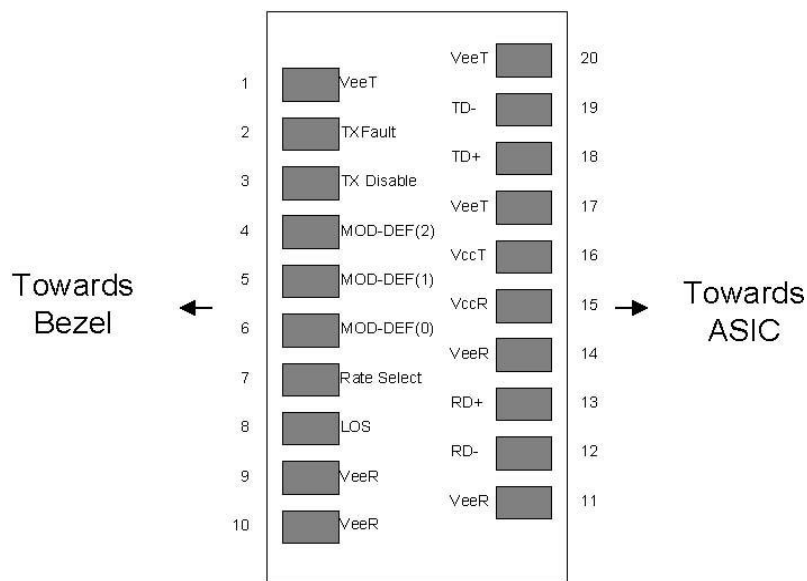 1 VeeT
2 TXFault
3 TX Disable
4 MOD-DEF(2)
5 MOD-DEF(1)
6 MOD-DEF(0)
7 Rate Select
8 LOS
9 VeeR
10 VeeR
VeeT 20
TD- 19
TD+ 18
VeeT 17
VccT 16
VccR 15
VeeR 14
RD+ 13
RD- 12
VeeR 11
Towards
Bezel
Towards
ASIC